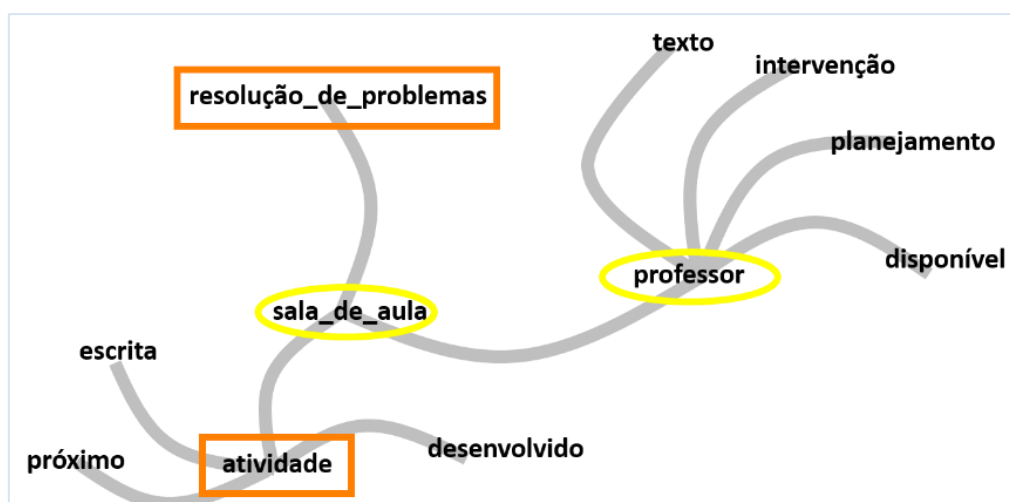 texto
intervenção
resolução_de_problemas
planejamento
disponível
professor
sala_de_aula
escrita
desenvolvido
próximo
atividade